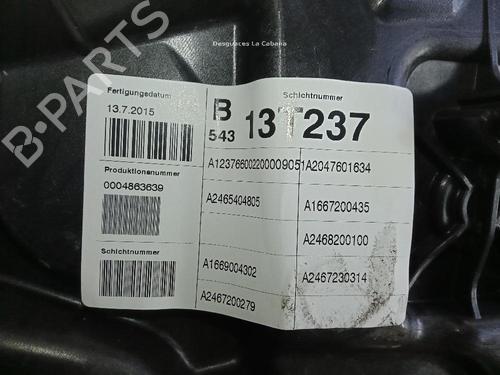 Desguaces La Cabaña
Fertigungsdatum
13.7.2015
Produktionsnummer
0004863639
Schichtnummer
B
543
Schichtnummer
13T237
A123766002200009051
A2047601634
A2465404805
A1667200435
A2468200100
A1669004302
A2467230314
A2467200279
B-PARTS